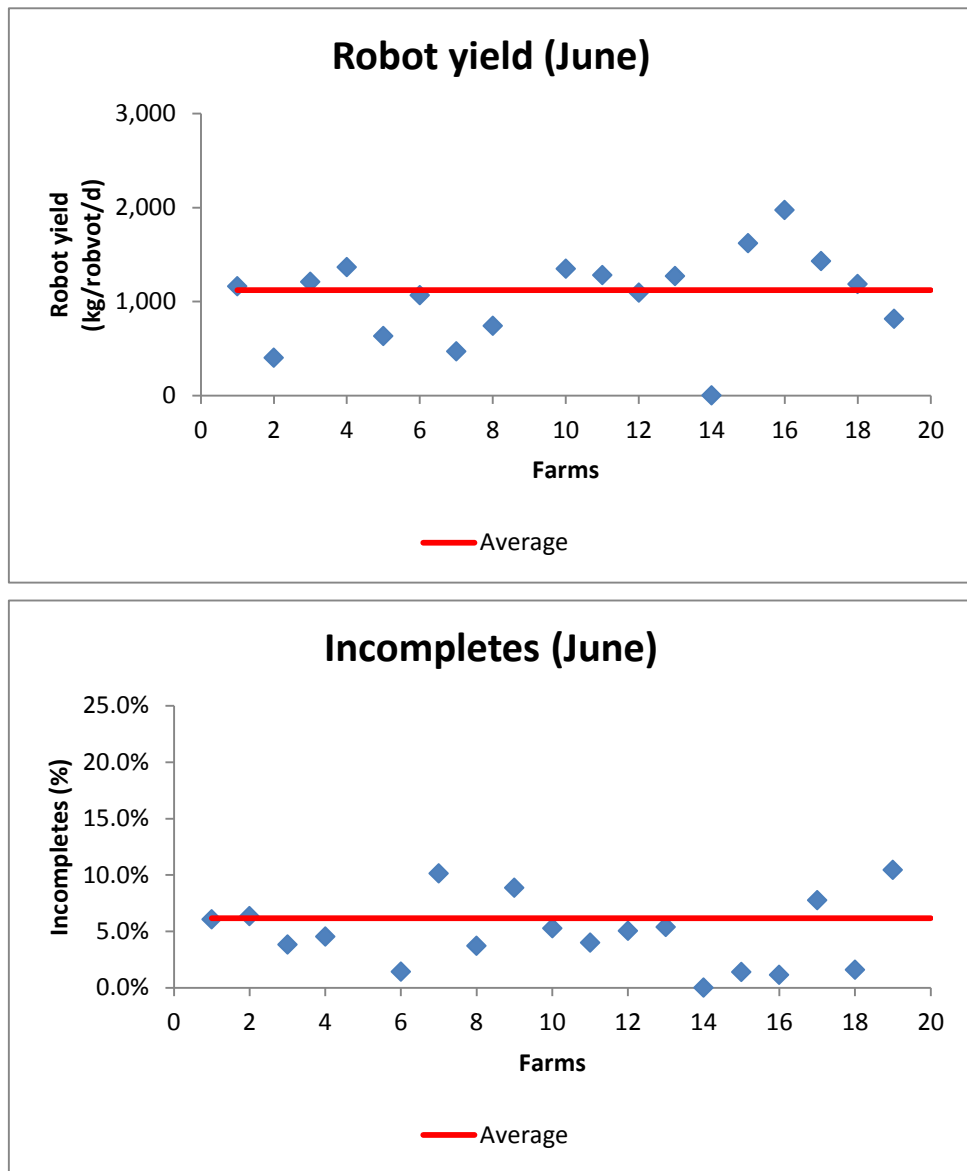 Robot yield (June)
3,000
2,000
1,000
0
Robot yield
(kg/robvot/d)
0 2 4 6 8 10 12 14 16 18 20
Farms
Average
Incompletes (June)
25.0%
20.0%
15.0%
10.0%
5.0%
0.0%
Incompletes (%)
0 2 4 6 8 10 12 14 16 18 20
Farms
Average